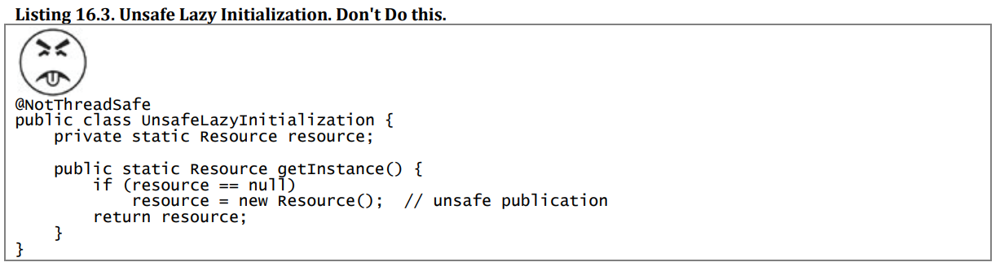 Listing 16.3. Unsafe Lazy Initialization. Don't Do this.
@NotThreadSafe
public class UnsafeLazyInitialization {
    private static Resource resource;

    public static Resource getInstance() {
        if (resource == null)
            resource = new Resource();  // unsafe publication
        return resource;
    }
}